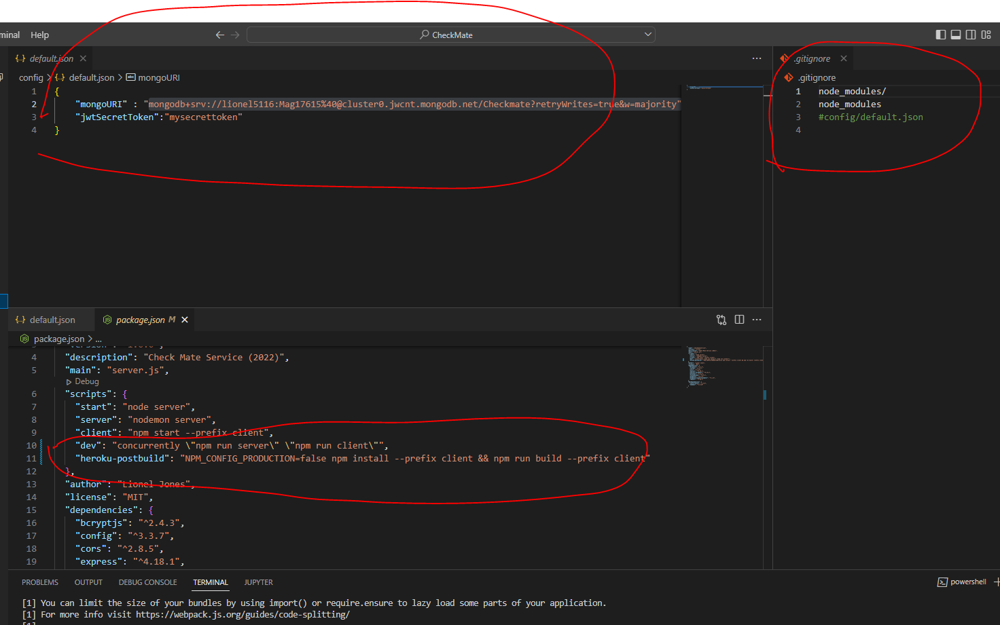 minal Help
CheckMate
default.json
config > default.json > mongoURI
1 {
2 "mongoURI" : "mongodb+srv://lionel5116:Mag17615%40@cluster0.jwcnt.mongodb.net/Checkmate?retryWrites=true&w=majority"
3 "jwtSecretToken":"mysecrettoken"
4 }
.gitignore
.gitignore
1 node_modules/
2 node_modules
3 #config/default.json
4
default.json package.json M
package.json > ...
4 "description": "Check Mate Service (2022)",
5 "main": "server.js",
Debug
6 "scripts": {
7 "start": "node server",
8 "server": "nodemon server",
9 "client": "npm start --prefix client",
10 "dev": "concurrently \"npm run server\" \"npm run client\"",
11 "heroku-postbuild": "NPM_CONFIG_PRODUCTION=false npm install --prefix client && npm run build --prefix client"
12 },
13 "author": "Lionel Jones",
14 "license": "MIT",
15 "dependencies": {
16 "bcryptjs": "^2.4.3",
17 "config": "^3.3.7",
18 "cors": "^2.8.5",
19 "express": "^4.18.1",
PROBLEMS OUTPUT DEBUG CONSOLE TERMINAL JUPYTER
powershell
[1] You can limit the size of your bundles by using import() or require.ensure to lazy load some parts of your application.
[1] For more info visit https://webpack.js.org/guides/code-splitting/